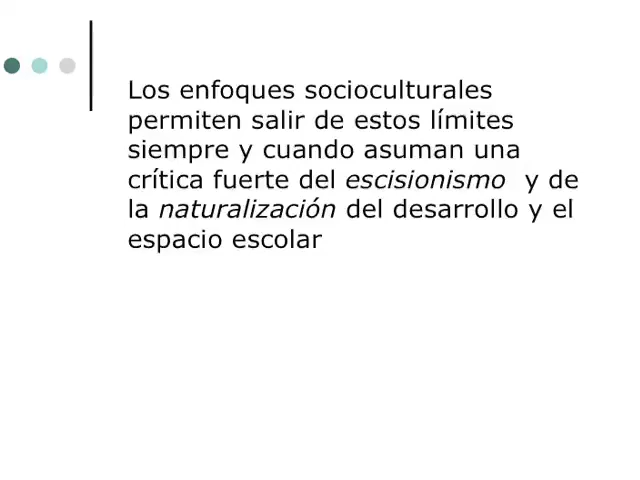 Los enfoques socioculturales
permiten salir de estos límites
siempre y cuando asuman una
crítica fuerte del escisionismo  y de
la naturalización del desarrollo y el
espacio escolar